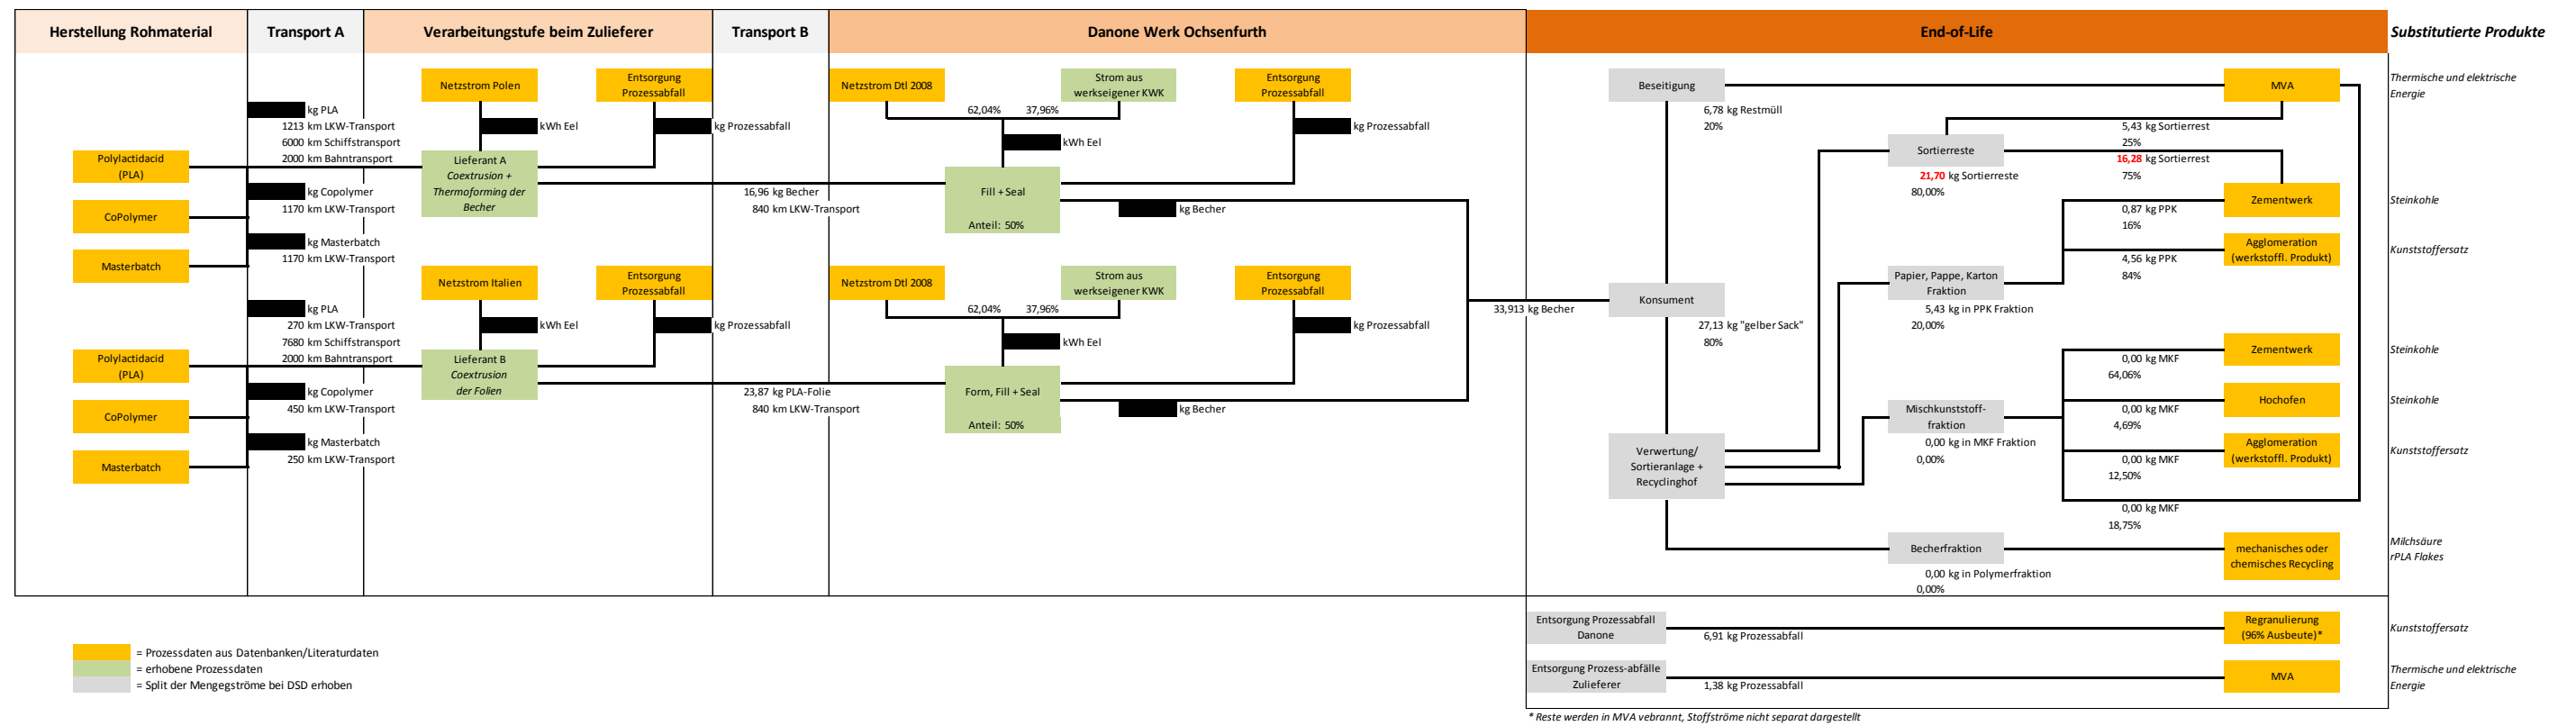 Herstellung Rohmaterial
Transport A
Verarbeitungstufe beim Zulieferer
Transport B
Danone Werk Ochsenfurth
End-of-Life
Substitutierte Produkte
Netzstrom Polen
Entsorgung
Prozessabfall
Netzstrom Dtl 2008
Strom aus
werkseigener KWK
Entsorgung
Prozessabfall
Beseitigung
MVA
Thermische und elektrische
Energie
kg PLA
1213 km LKW-Transport
6000 km Schiffstransport
2000 km Bahntransport
kWh Eel
kg Prozessabfall
62,04%
37,96%
kWh Eel
kg Prozessabfall
6,78 kg Restmüll
20%
5,43 kg Sortierrest
25%
16,28 kg Sortierrest
75%
Polylactidacid
(PLA)
Lieferant A
Coextrusion +
Thermoforming der
Becher
Sortierreste
21,70 kg Sortierreste
80,00%
kg Copolymer
1170 km LKW-Transport
16,96 kg Becher
840 km LKW-Transport
Fill + Seal
Anteil: 50%
kg Becher
Zementwerk
Steinkohle
0,87 kg PPK
16%
CoPolymer
kg Masterbatch
1170 km LKW-Transport
Masterbatch
Agglomeration
(werkstoffl. Produkt)
Kunststoffersatz
4,56 kg PPK
84%
Netzstrom Italien
Entsorgung
Prozessabfall
Netzstrom Dtl 2008
Strom aus
werkseigener KWK
Entsorgung
Prozessabfall
Papier, Pappe, Karton
Fraktion
5,43 kg in PPK Fraktion
20,00%
Konsument
33,913 kg Becher
27,13 kg "gelber Sack"
80%
kg PLA
270 km LKW-Transport
7680 km Schiffstransport
2000 km Bahntransport
kWh Eel
kg Prozessabfall
62,04%
37,96%
kWh Eel
kg Prozessabfall
Polylactidacid
(PLA)
Lieferant B
Coextrusion
der Folien
Zementwerk
Steinkohle
0,00 kg MKF
64,06%
kg Copolymer
450 km LKW-Transport
23,87 kg PLA-Folie
840 km LKW-Transport
Form, Fill + Seal
Anteil: 50%
kg Becher
Hochofen
Steinkohle
0,00 kg MKF
4,69%
CoPolymer
Mischkunststoff-
fraktion
0,00 kg in MKF Fraktion
0,00%
kg Masterbatch
250 km LKW-Transport
Masterbatch
Verwertung/
Sortieranlage +
Recyclinghof
Agglomeration
(werkstoffl. Produkt)
Kunststoffersatz
0,00 kg MKF
12,50%
0,00 kg MKF
18,75%
Becherfraktion
0,00 kg in Polymerfraktion
0,00%
mechanisches oder
chemisches Recycling
Milchsäure
rPLA Flakes
Entsorgung Prozessabfall
Danone
6,91 kg Prozessabfall
Regranulierung
(96% Ausbeute)*
Kunststoffersatz
Entsorgung Prozess-abfälle
Zulieferer
1,38 kg Prozessabfall
MVA
Thermische und elektrische
Energie
= Prozessdaten aus Datenbanken/Literaturdaten
= erhobene Prozessdaten
= Split der Mengegströme bei DSD erhoben
* Reste werden in MVA vebrannt, Stoffströme nicht separat dargestellt